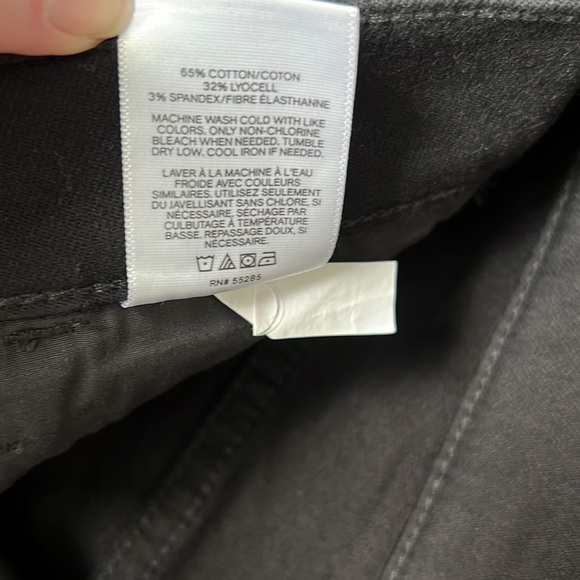 65% COTTON/COTON
32% LYOCELL
3% SPANDEX/FIBRE ÉLASTHANNE
MACHINE WASH COLD WITH LIKE
COLORS. ONLY NON-CHLORINE
BLEACH WHEN NEEDED. TUMBLE
DRY LOW. COOL IRON IF NEEDED.
LAVER À LA MACHINE À L'EAU
FROIDE AVEC COULEURS
SIMILAIRES. UTILISEZ SEULEMENT
DU JAVELLISANT SANS CHLORE, SI
NÉCESSAIRE. SÉCHAGE PAR
CULBUTAGE À TEMPÉRATURE
BASSE. REPASSAGE DOUX, SI
NÉCESSAIRE.
RN# 55285